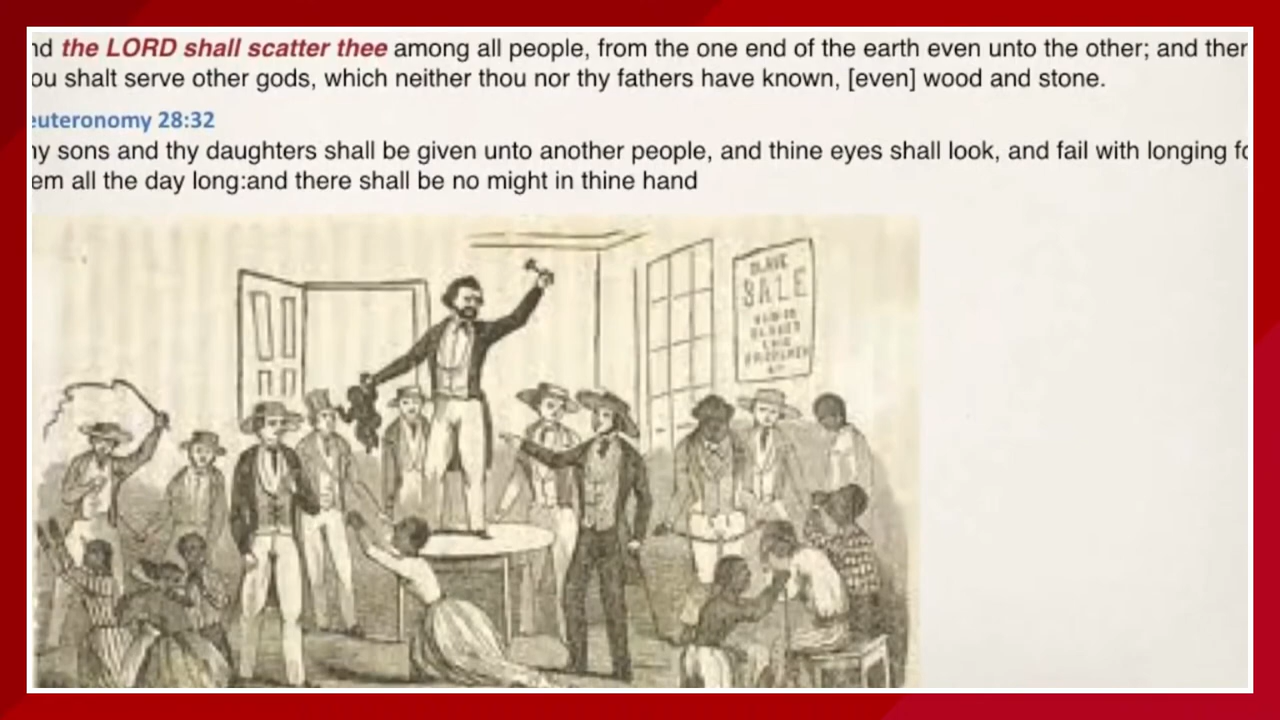 nd the LORD shall scatter thee among all people, from the one end of the earth even unto the other; and ther
ou shalt serve other gods, which neither thou nor thy fathers have known, [even] wood and stone.
euteronomy 28:32
ny sons and thy daughters shall be given unto another people, and thine eyes shall look, and fail with longing fo
em all the day long:and there shall be no might in thine hand
SLAVE
SALE